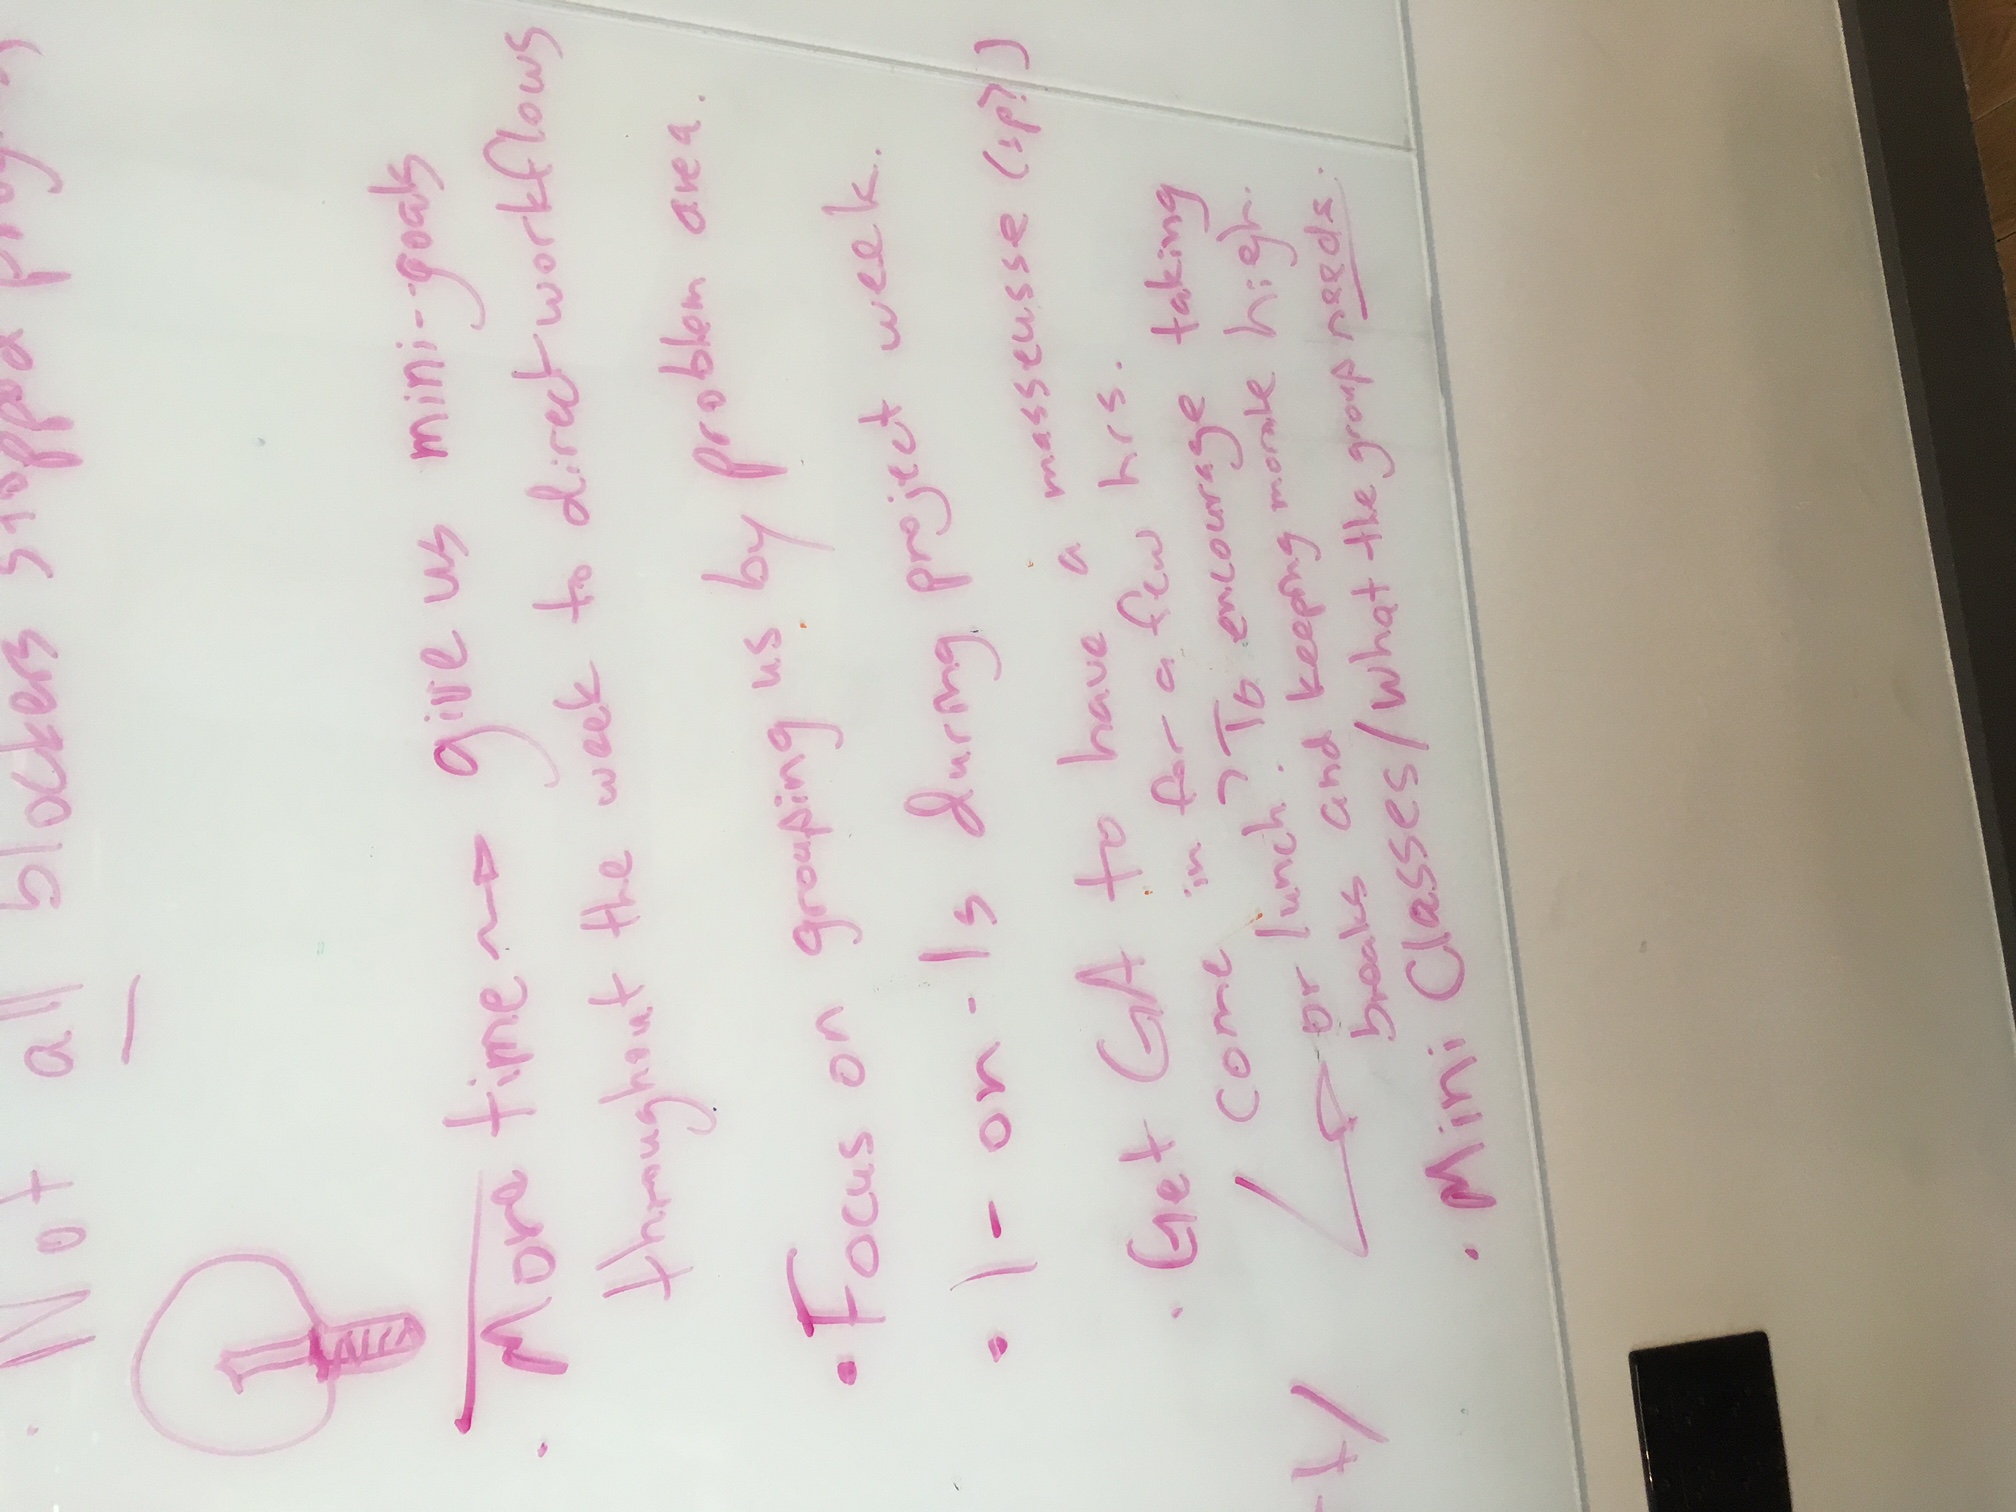 · Not all blockers stopped
· More time → give us mini-goals
throughout the week to direct workflows
• Focus on grouping us by problem area.
• 1-on-1s during project week.
· Get GA to have a masseusse (sp?)
come in for a few hrs.
→ or lunch? To encourage taking
breaks and keeping morale high.
· Mini Classes/What the group needs.